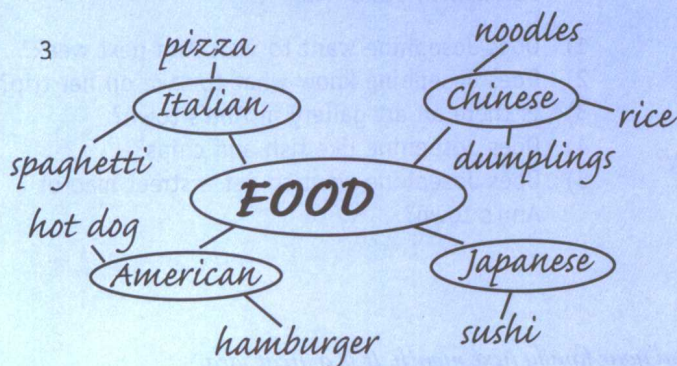 3
pizza
Italian
spaghetti
noodles
Chinese
rice
dumplings
FOOD
hot dog
American
hamburger
Japanese
sushi